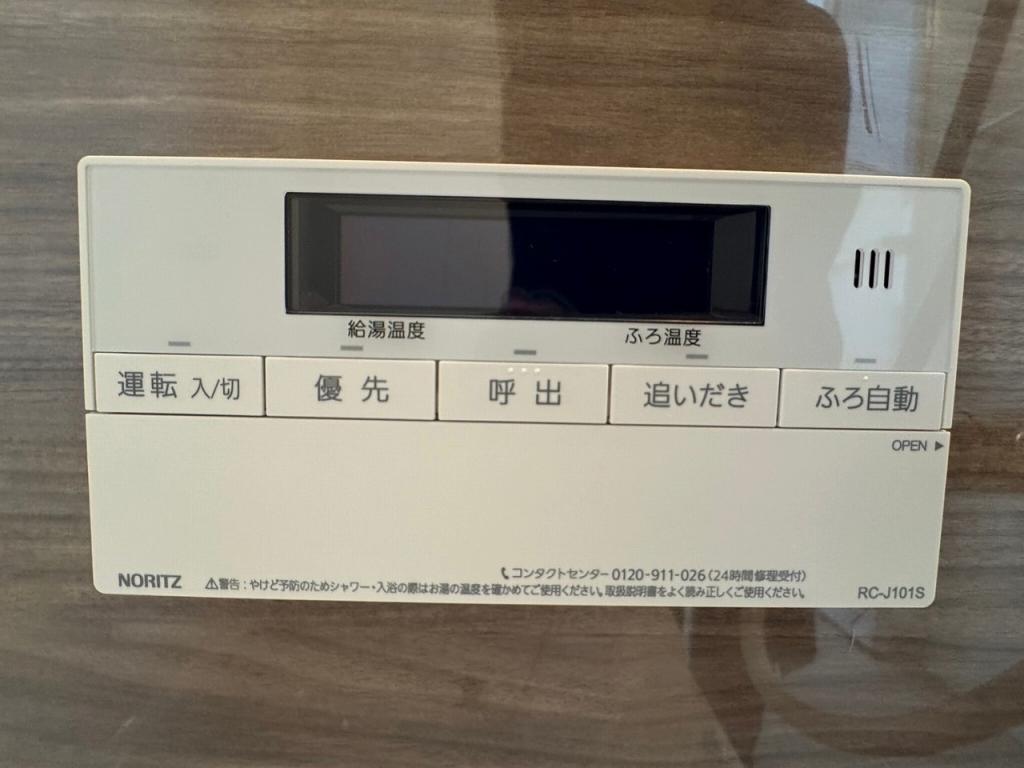 給湯温度 ふろ温度
運転 入/切 優先 呼出 追いだき ふろ自動
OPEN ▶
コンタクトセンター 0120-911-026(24時間修理受付)
NORITZ ⚠警告:やけど予防のためシャワー・入浴の際はお湯の温度を確かめてご使用ください。取扱説明書をよく読み正しくご使用ください。 RC-J101S